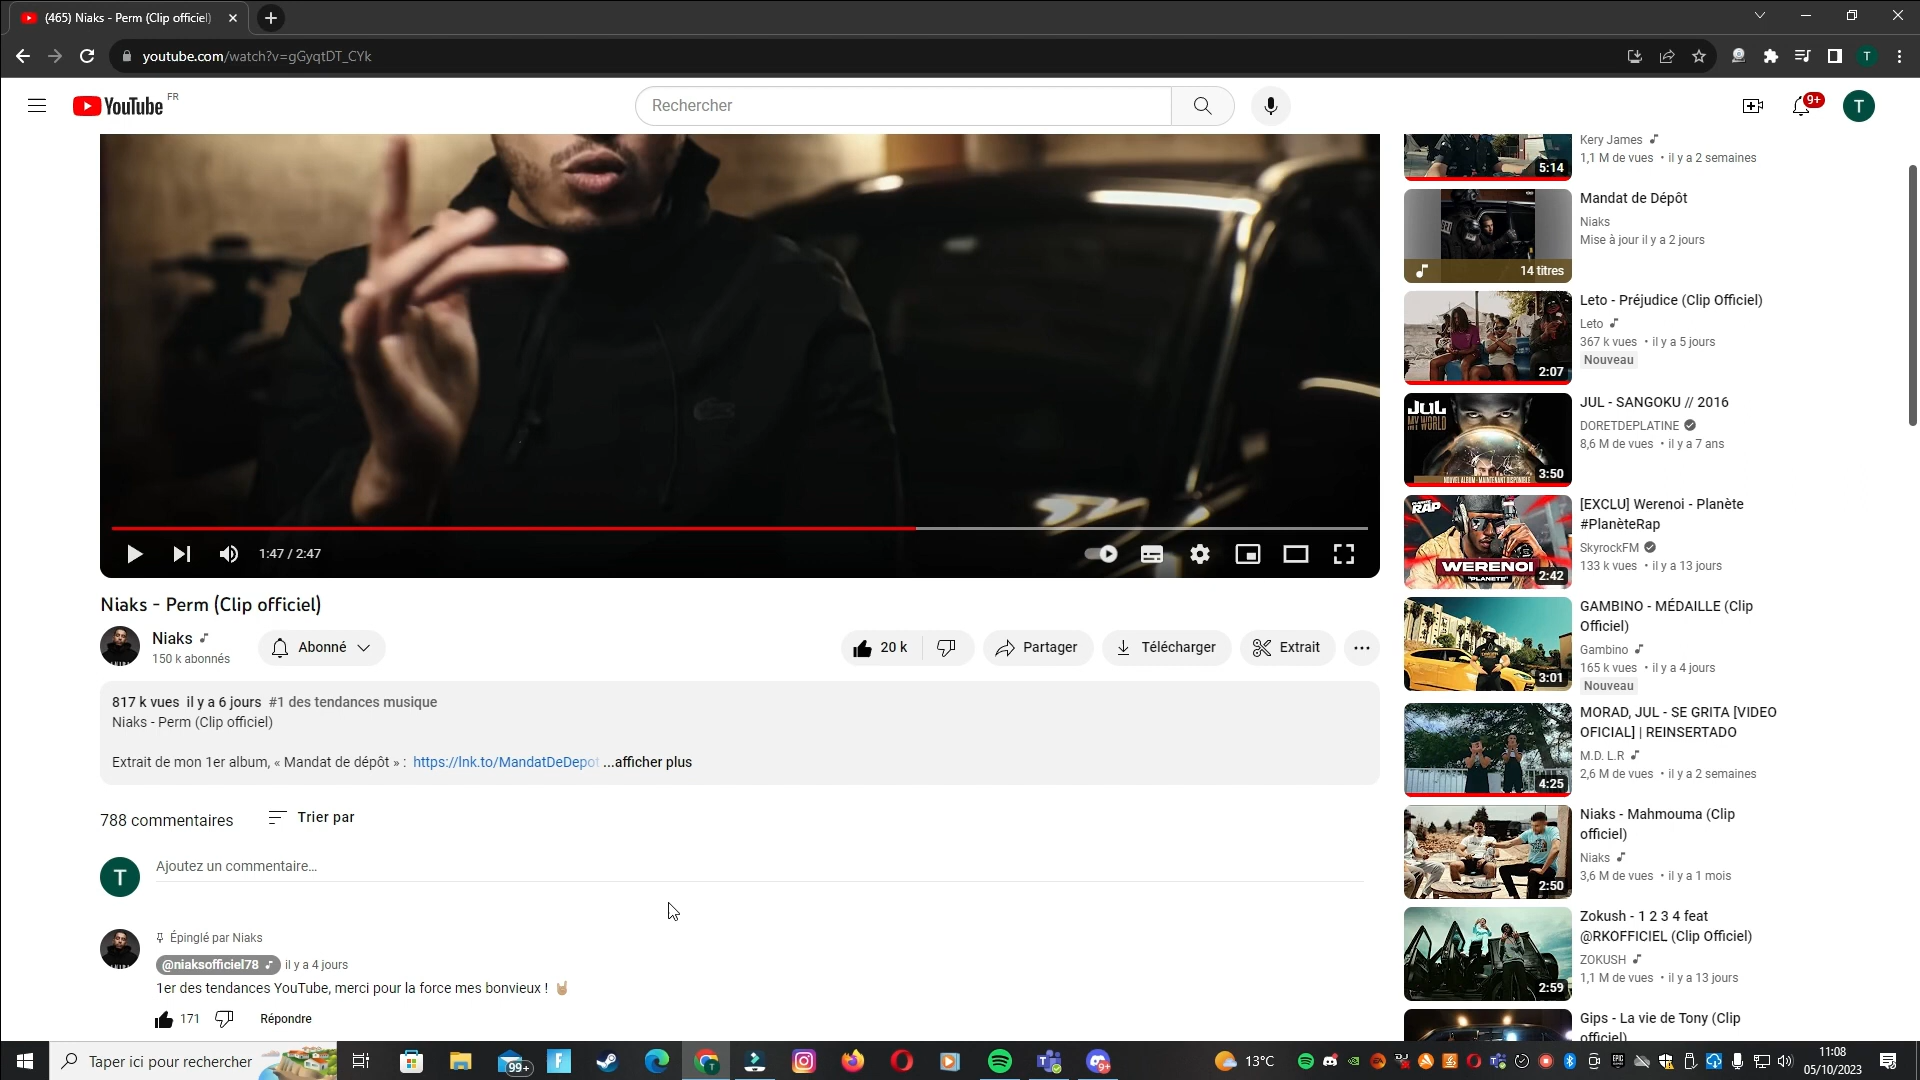 (465) Niaks - Perm (Clip officiel)
youtube.com/watch?v=gGyqtDT_CYk
T
YouTube FR
Rechercher
9+
T
1:47 / 2:47
Niaks - Perm (Clip officiel)
Niaks
150 k abonnés
Abonné
20 k
Partager
Télécharger
Extrait
817 k vues il y a 6 jours #1 des tendances musique
Niaks - Perm (Clip officiel)
Extrait de mon 1er album, « Mandat de dépôt » : https://lnk.to/MandatDeDepot ...afficher plus
788 commentaires
Trier par
T
Ajoutez un commentaire...
Épinglé par Niaks
@niaksofficiel78 il y a 4 jours
1er des tendances YouTube, merci pour la force mes bonvieux !
171
Répondre
5:14
Kery James
1,1 M de vues • il y a 2 semaines
14 titres
Mandat de Dépôt
Niaks
Mise à jour il y a 2 jours
2:07
Leto - Préjudice (Clip Officiel)
Leto
367 k vues • il y a 5 jours
Nouveau
JUL
MY WORLD
3:50
JUL - SANGOKU // 2016
DORETDEPLATINE
8,6 M de vues • il y a 7 ans
PLANÈTE
RAP
WERENOI
"PLANETE"
2:42
[EXCLU] Werenoi - Planète
#PlanèteRap
SkyrockFM
133 k vues • il y a 13 jours
3:01
GAMBINO - MÉDAILLE (Clip
Officiel)
Gambino
165 k vues • il y a 4 jours
Nouveau
4:25
MORAD, JUL - SE GRITA [VIDEO
OFICIAL] | REINSERTADO
M.D. L.R
2,6 M de vues • il y a 2 semaines
2:50
Niaks - Mahmouma (Clip
officiel)
Niaks
3,6 M de vues • il y a 1 mois
2:59
Zokush - 1 2 3 4 feat
@RKOFFICIEL (Clip Officiel)
ZOKUSH
1,1 M de vues • il y a 13 jours
Gips - La vie de Tony (Clip
officiel)
Taper ici pour rechercher
99+
9+
13°C
11:08
05/10/2023